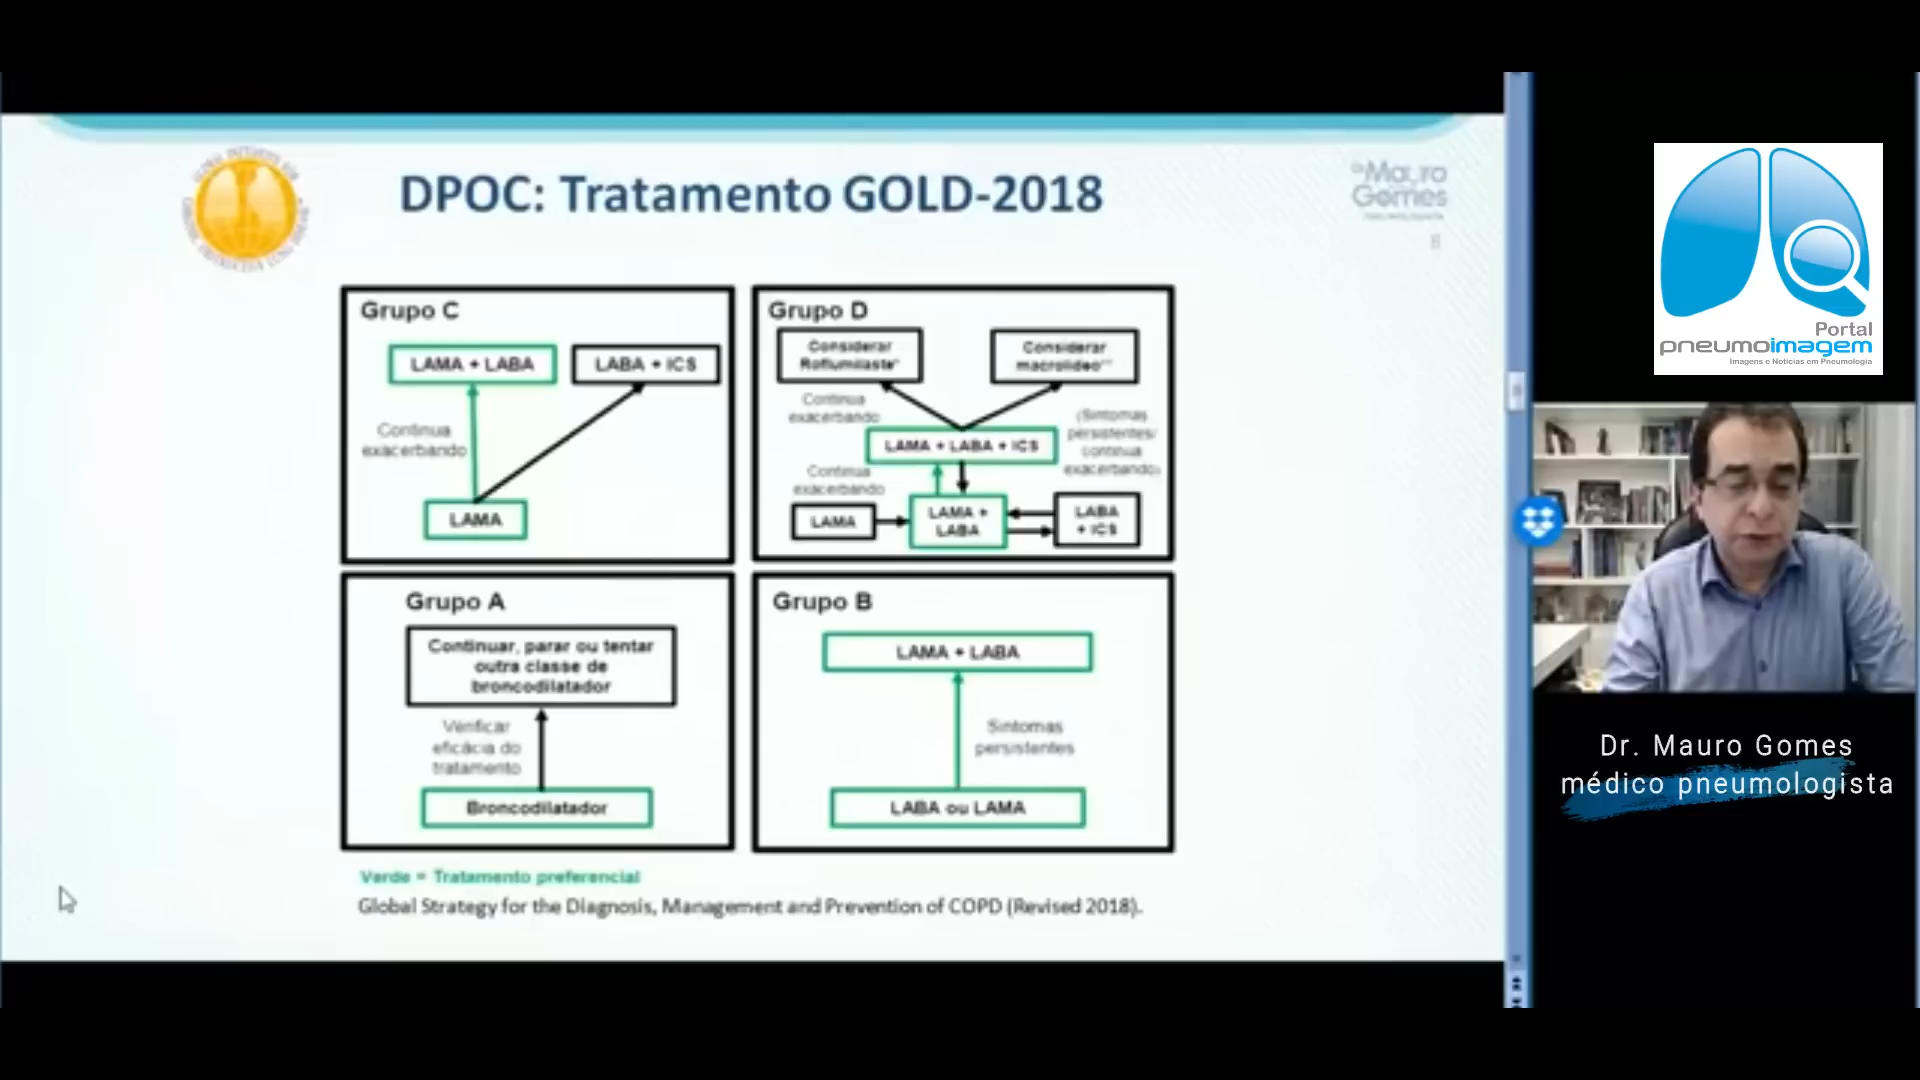 DPOC: Tratamento GOLD-2018
Dr. Mauro
Gomes
8
Grupo C
LAMA + LABA
LABA + ICS
Continua
exacerbando
LAMA
Grupo D
Considerar
Roflumilaste*
Considerar
macrolídeo**
Continua
exacerbando
(Sintomas
persistentes/
continua
exacerbando)
LAMA + LABA + ICS
Continua
exacerbando
LAMA
LAMA +
LABA
LABA
+ ICS
Grupo A
Continuar, parar ou tentar
outra classe de
broncodilatador
Verificar
eficácia do
tratamento
Broncodilatador
Grupo B
LAMA + LABA
Sintomas
persistentes
LABA ou LAMA
Verde = Tratamento preferencial
Global Strategy for the Diagnosis, Management and Prevention of COPD (Revised 2018).
Portal
pneumoimagem
Imagens e Notícias em Pneumologia
Dr. Mauro Gomes
médico pneumologista